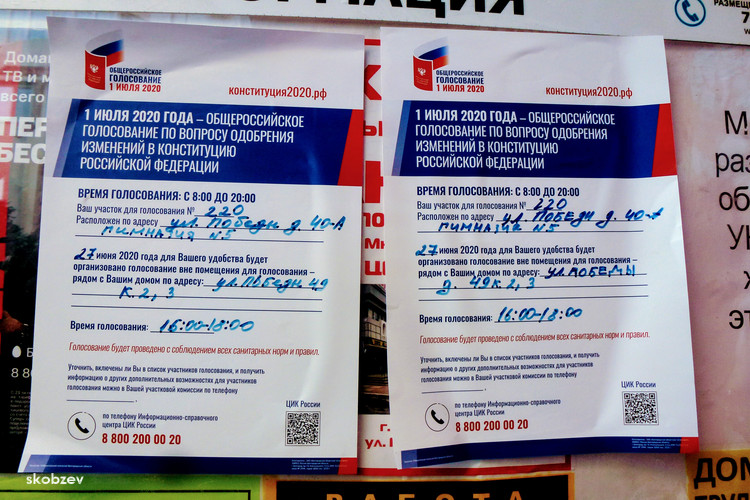 РМАЦИЯ
РАЗМЕЩ
ОБЩЕРОССИЙСКОЕ
ГОЛОСОВАНИЕ
1 ИЮЛЯ 2020
конституция2020.рф
1 ИЮЛЯ 2020 ГОДА – ОБЩЕРОССИЙСКОЕ
ГОЛОСОВАНИЕ ПО ВОПРОСУ ОДОБРЕНИЯ
ИЗМЕНЕНИЙ В КОНСТИТУЦИЮ
РОССИЙСКОЙ ФЕДЕРАЦИИ
ВРЕМЯ ГОЛОСОВАНИЯ: С 8:00 ДО 20:00
Ваш участок для голосования № 220
Расположен по адресу ул. Победы д. 40-А
ГИМНАЗИЯ №5
27 июня 2020 года для Вашего удобства будет
организовано голосование вне помещения для голосования –
рядом с Вашим домом по адресу: ул. Победы 49
к. 2, 3
Время голосования: 16:00-18:00
Голосование будет проведено с соблюдением всех санитарных норм и правил.
Уточнить, включены ли Вы в список участников голосования, и получить
информацию о других дополнительных возможностях для участников
голосования можно в Вашей участковой комиссии по телефону
ЦИК России
по телефону Информационно-справочного
центра ЦИК России
8 800 200 00 20
ОБЩЕРОССИЙСКОЕ
ГОЛОСОВАНИЕ
1 ИЮЛЯ 2020
конституция2020.рф
1 ИЮЛЯ 2020 ГОДА – ОБЩЕРОССИЙСКОЕ
ГОЛОСОВАНИЕ ПО ВОПРОСУ ОДОБРЕНИЯ
ИЗМЕНЕНИЙ В КОНСТИТУЦИЮ
РОССИЙСКОЙ ФЕДЕРАЦИИ
ВРЕМЯ ГОЛОСОВАНИЯ: С 8:00 ДО 20:00
Ваш участок для голосования № 220
Расположен по адресу ул. Победы д. 40-А
ГИМНАЗИЯ №5
27 июня 2020 года для Вашего удобства будет
организовано голосование вне помещения для голосования –
рядом с Вашим домом по адресу: ул. ПОБЕДЫ
д. 49 к. 2, 3
Время голосования: 16:00-18:00
Голосование будет проведено с соблюдением всех санитарных норм и правил.
Уточнить, включены ли Вы в список участников голосования, и получить
информацию о других дополнительных возможностях для участников
голосования можно в Вашей участковой комиссии по телефону
ЦИК России
по телефону Информационно-справочного
центра ЦИК России
8 800 200 00 20
РАБОТА
skobzev